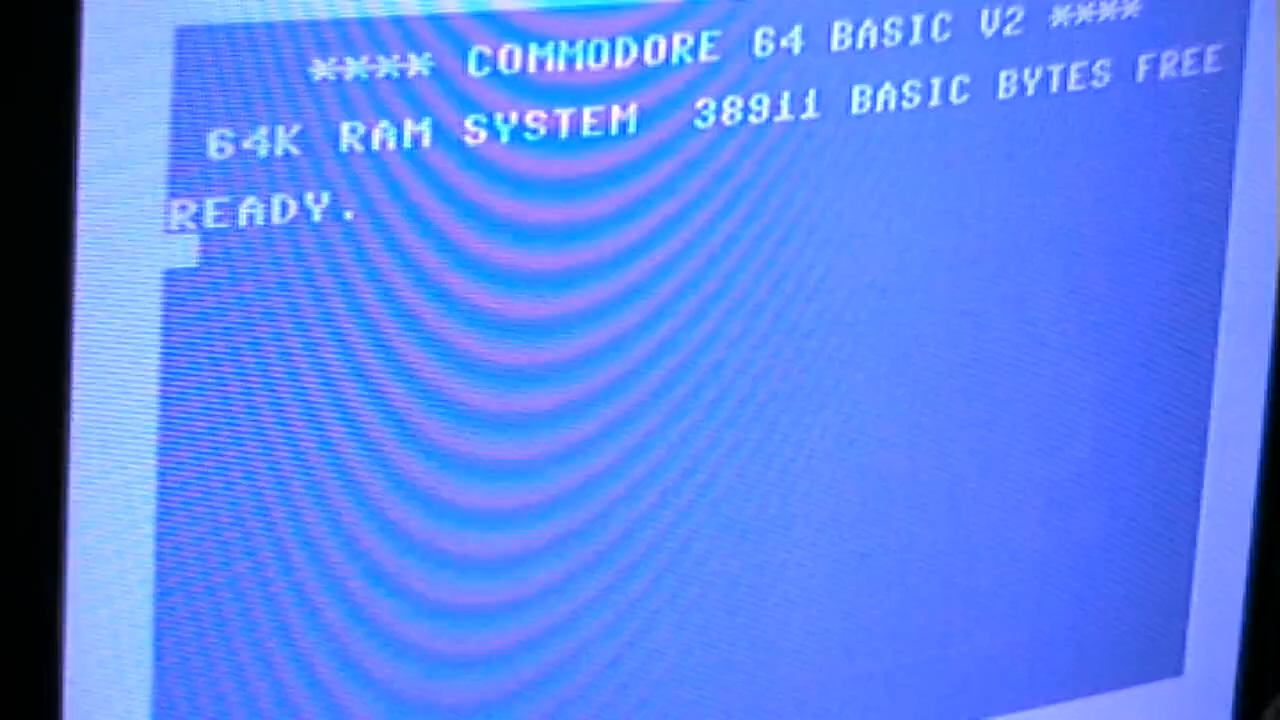 **** COMMODORE 64 BASIC V2 ****
64K RAM SYSTEM 38911 BASIC BYTES FREE
READY.